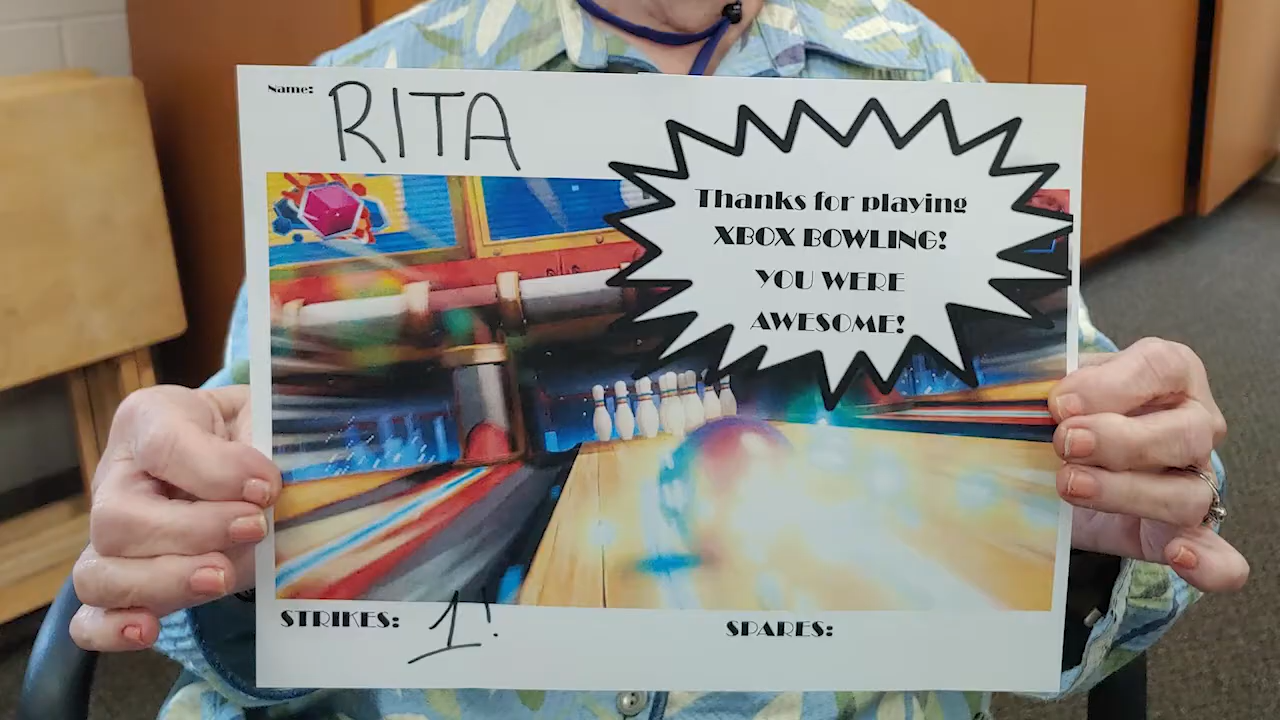 Name: RITA
Thanks for playing
XBOX BOWLING!
YOU WERE
AWESOME!
STRIKES: 1!
SPARES: